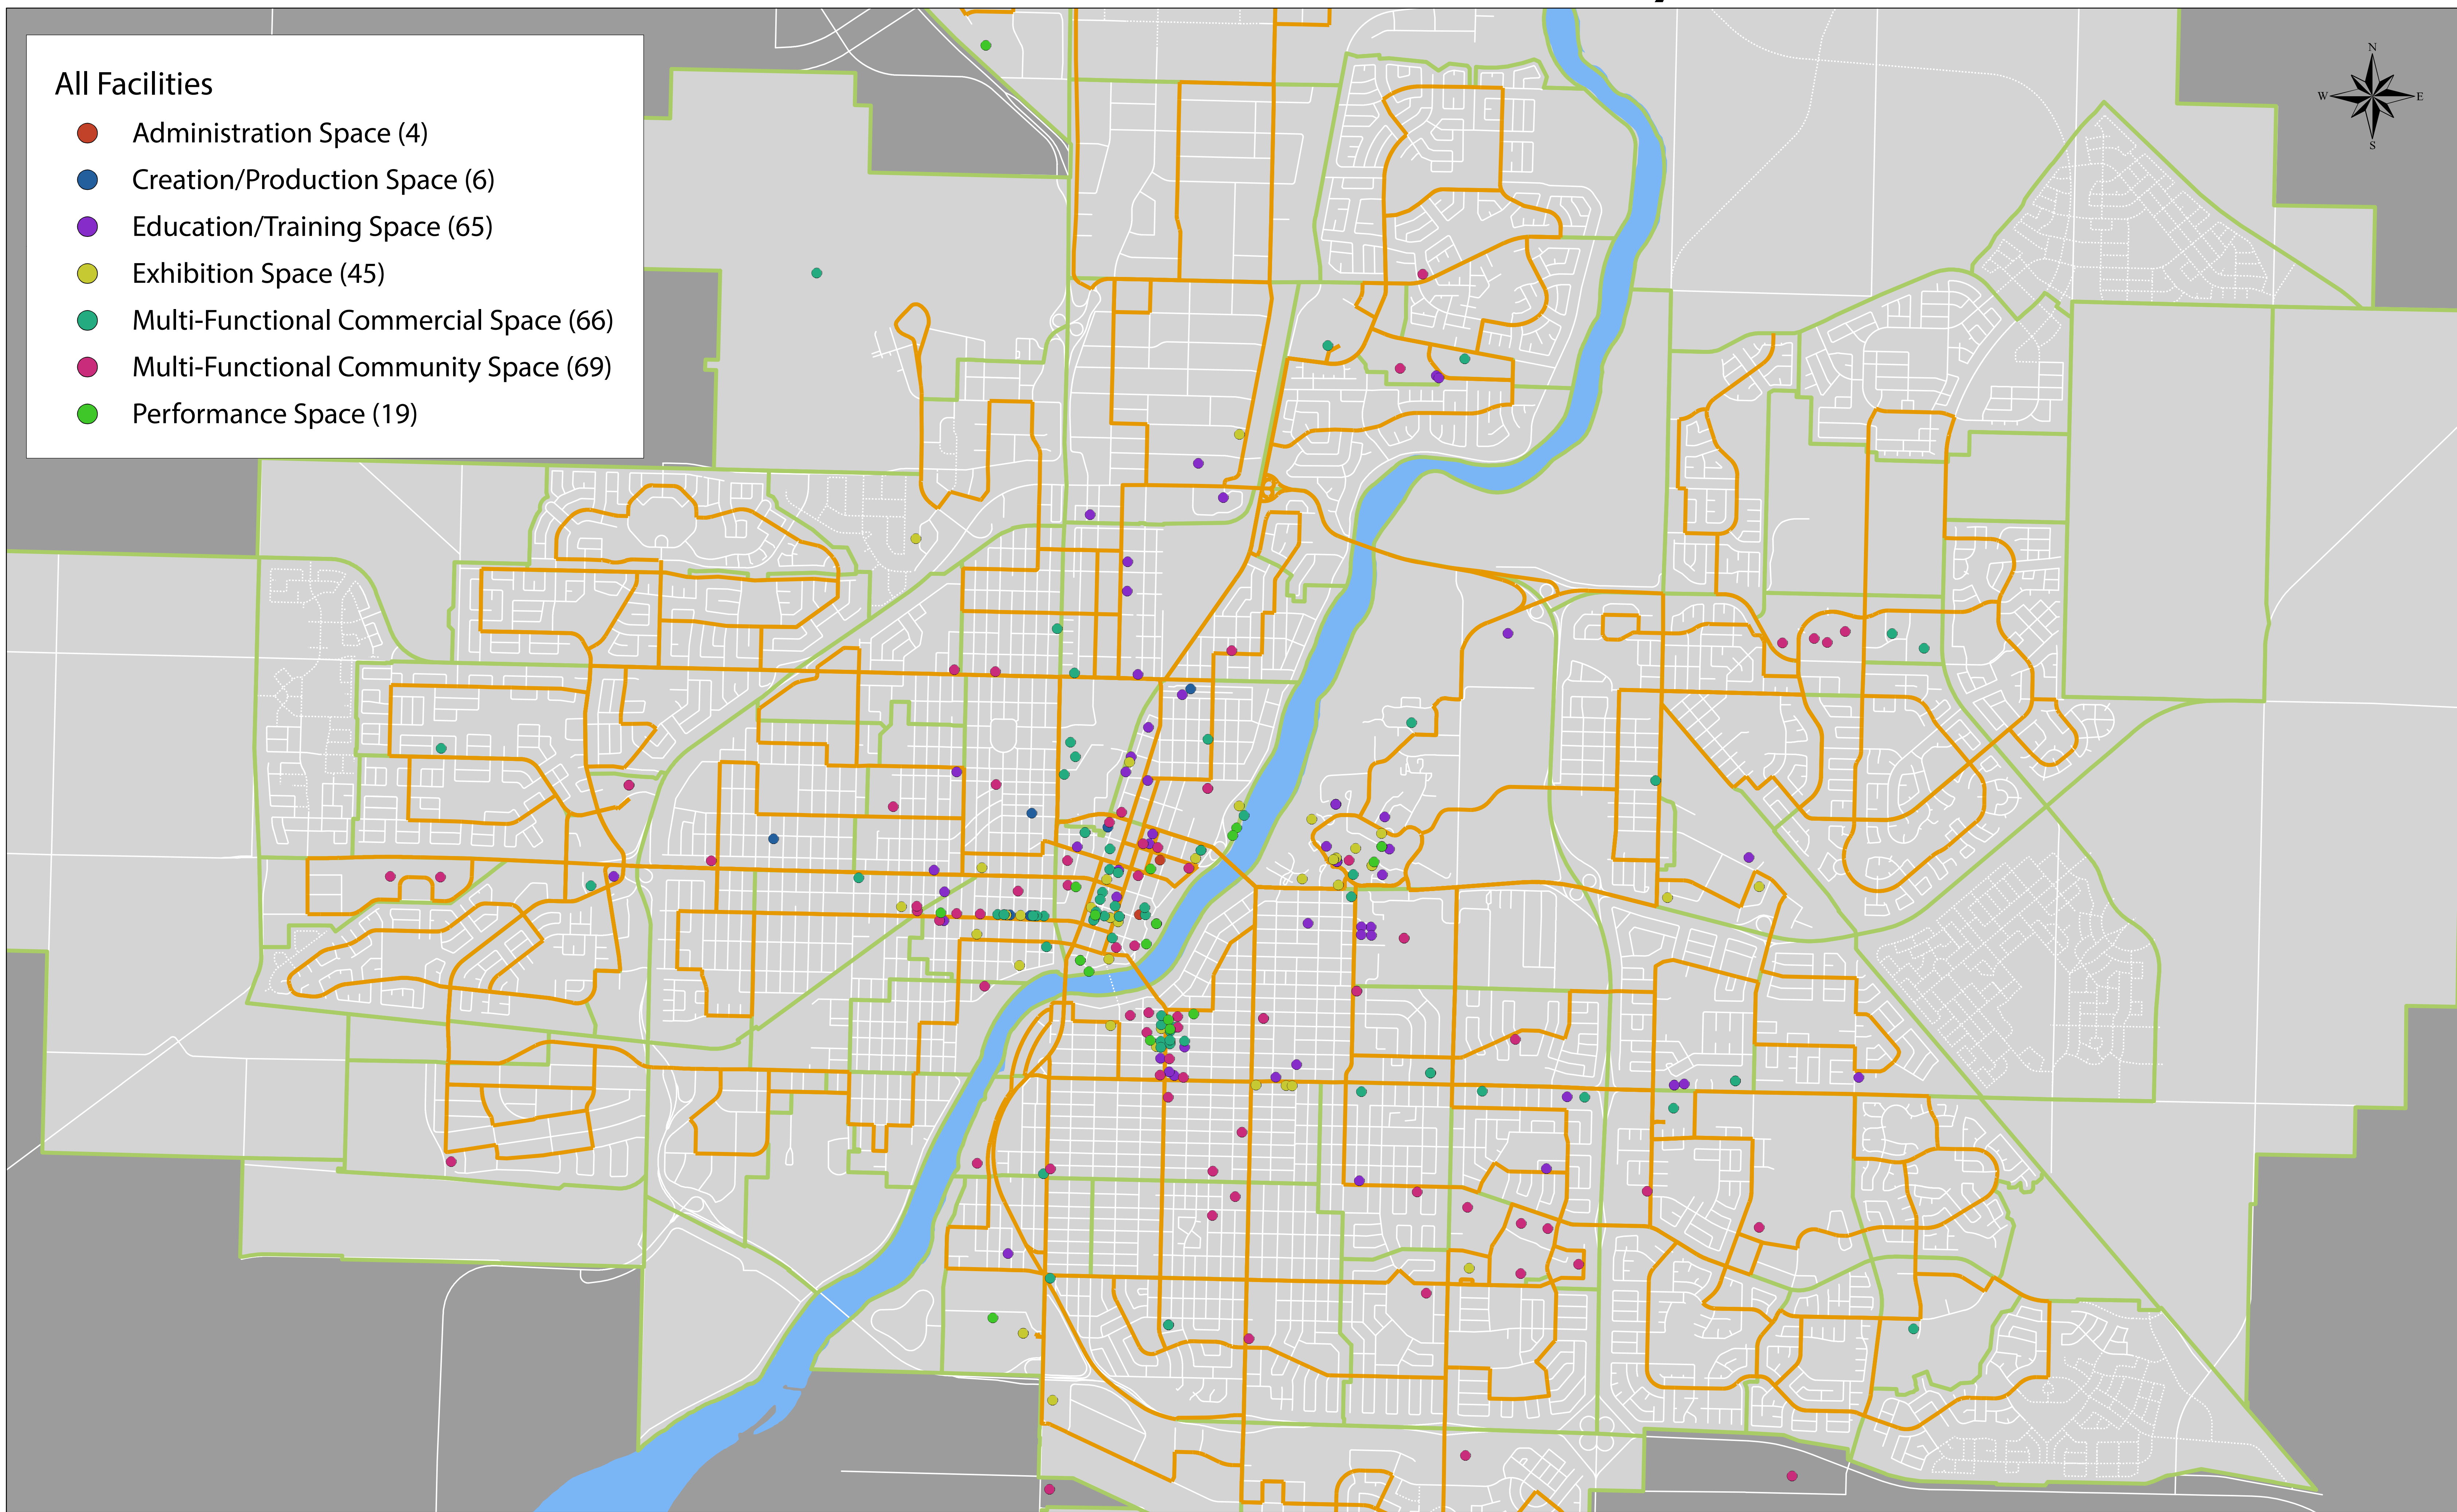 All Facilities
Administration Space (4)
Creation/Production Space (6)
Education/Training Space (65)
Exhibition Space (45)
Multi-Functional Commercial Space (66)
Multi-Functional Community Space (69)
Performance Space (19)
N
W E
S